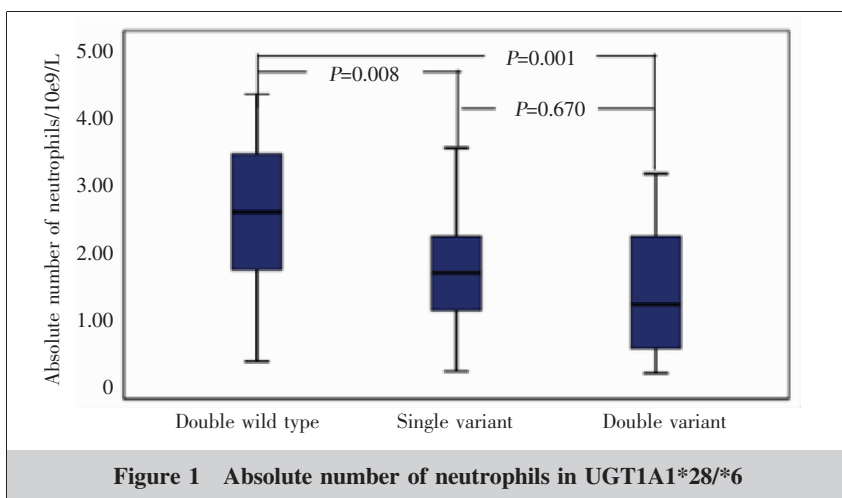 5.00
P=0.001
P=0.008
4.00
P=0.670
3.00
2.00
1.00
0
Absolute number of neutrophils/10e9/L
Double wild type Single variant Double variant
Figure 1 Absolute number of neutrophils in UGT1A1*28/*6